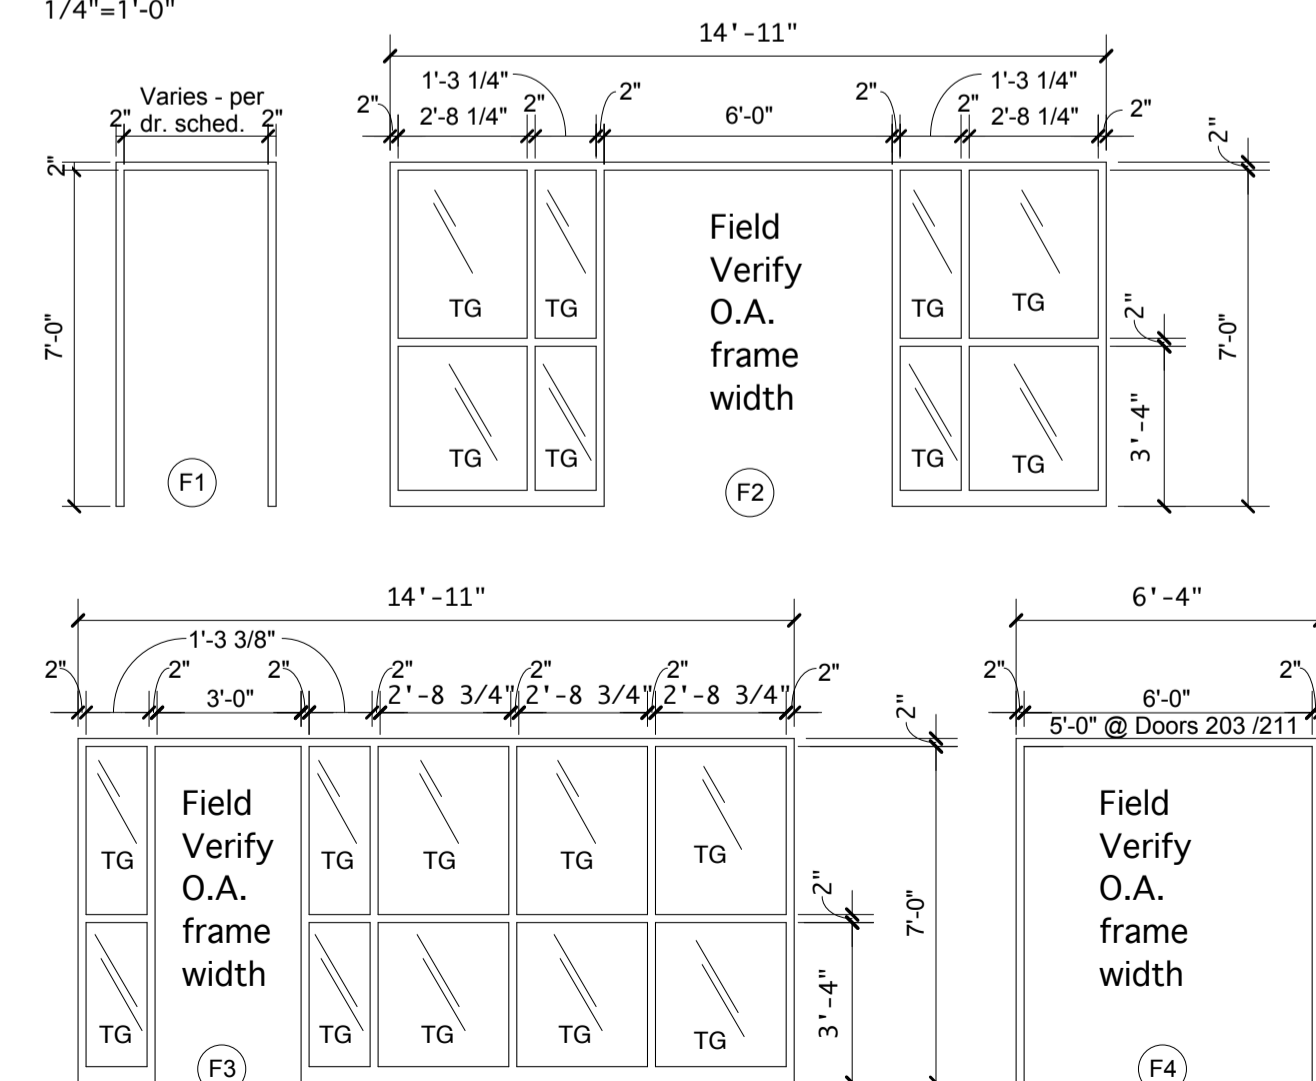 1/4"=1'-0"
Varies - per
2" dr. sched. 2"
2"
7'-0"
F1
14'-11"
1'-3 1/4" 1'-3 1/4"
2" 2'-8 1/4" 2" 2" 6'-0" 2" 2" 2'-8 1/4" 2"
2"
TG TG TG TG
TG TG TG TG
Field
Verify
O.A.
frame
width
F2
2"
3'-4"
7'-0"
14'-11"
1'-3 3/8"
2" 2" 2" 2" 2" 2" 2"
3'-0" 2'-8 3/4" 2'-8 3/4" 2'-8 3/4"
2"
TG TG TG TG TG
TG TG TG TG TG
Field
Verify
O.A.
frame
width
F3
2"
3'-4"
7'-0"
6'-4"
2" 2"
6'-0"
5'-0" @ Doors 203 /211
Field
Verify
O.A.
frame
width
F4